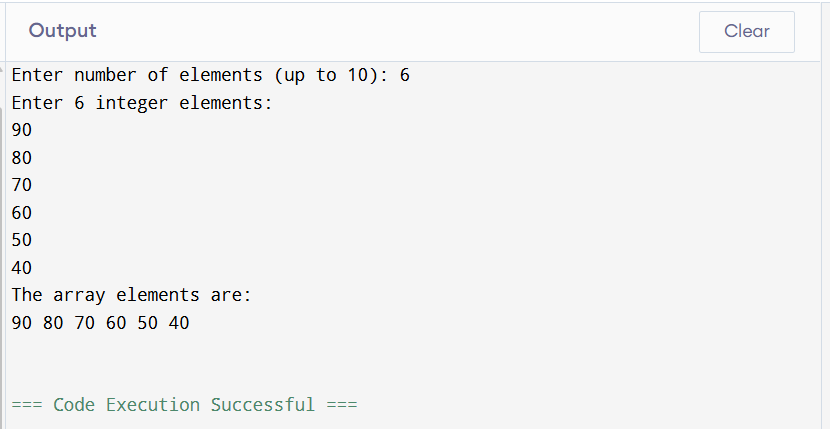 Output
Clear
Enter number of elements (up to 10): 6
Enter 6 integer elements:
90
80
70
60
50
40
The array elements are:
90 80 70 60 50 40
=== Code Execution Successful ===